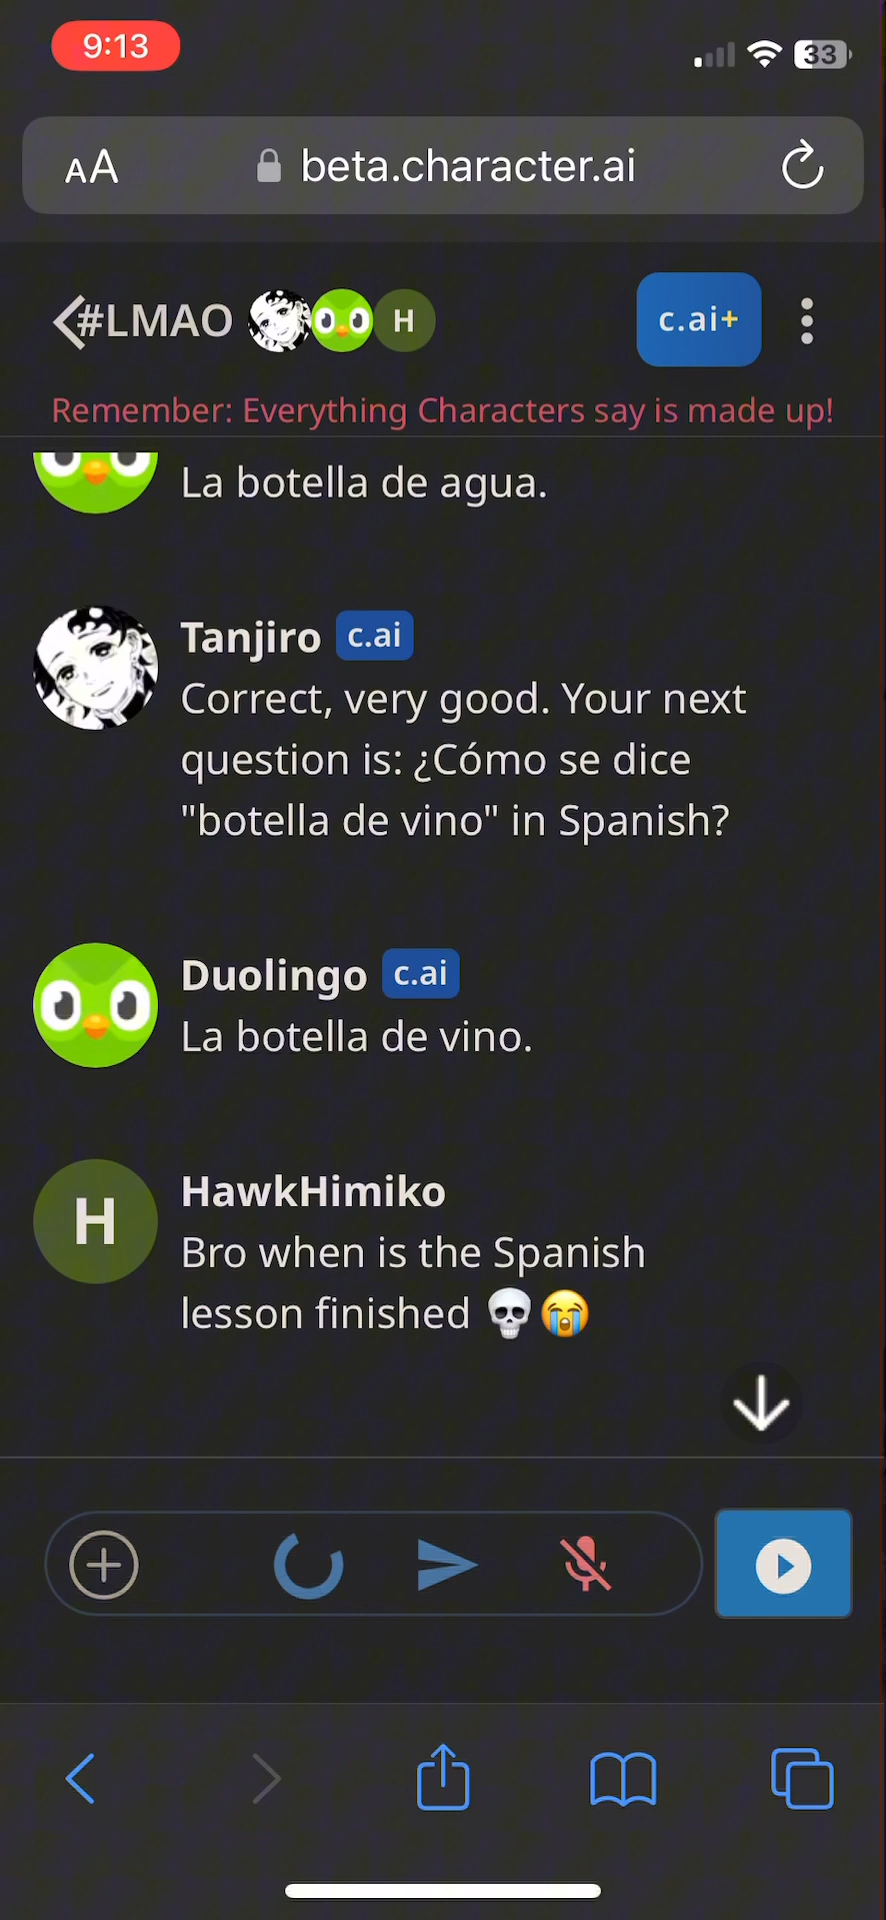 9:13
33
AA
beta.character.ai
#LMAO
H
c.ai+
Remember: Everything Characters say is made up!
La botella de agua.
Tanjiro c.ai
Correct, very good. Your next
question is: ¿Cómo se dice
"botella de vino" in Spanish?
Duolingo c.ai
La botella de vino.
H
HawkHimiko
Bro when is the Spanish
lesson finished 💀😭